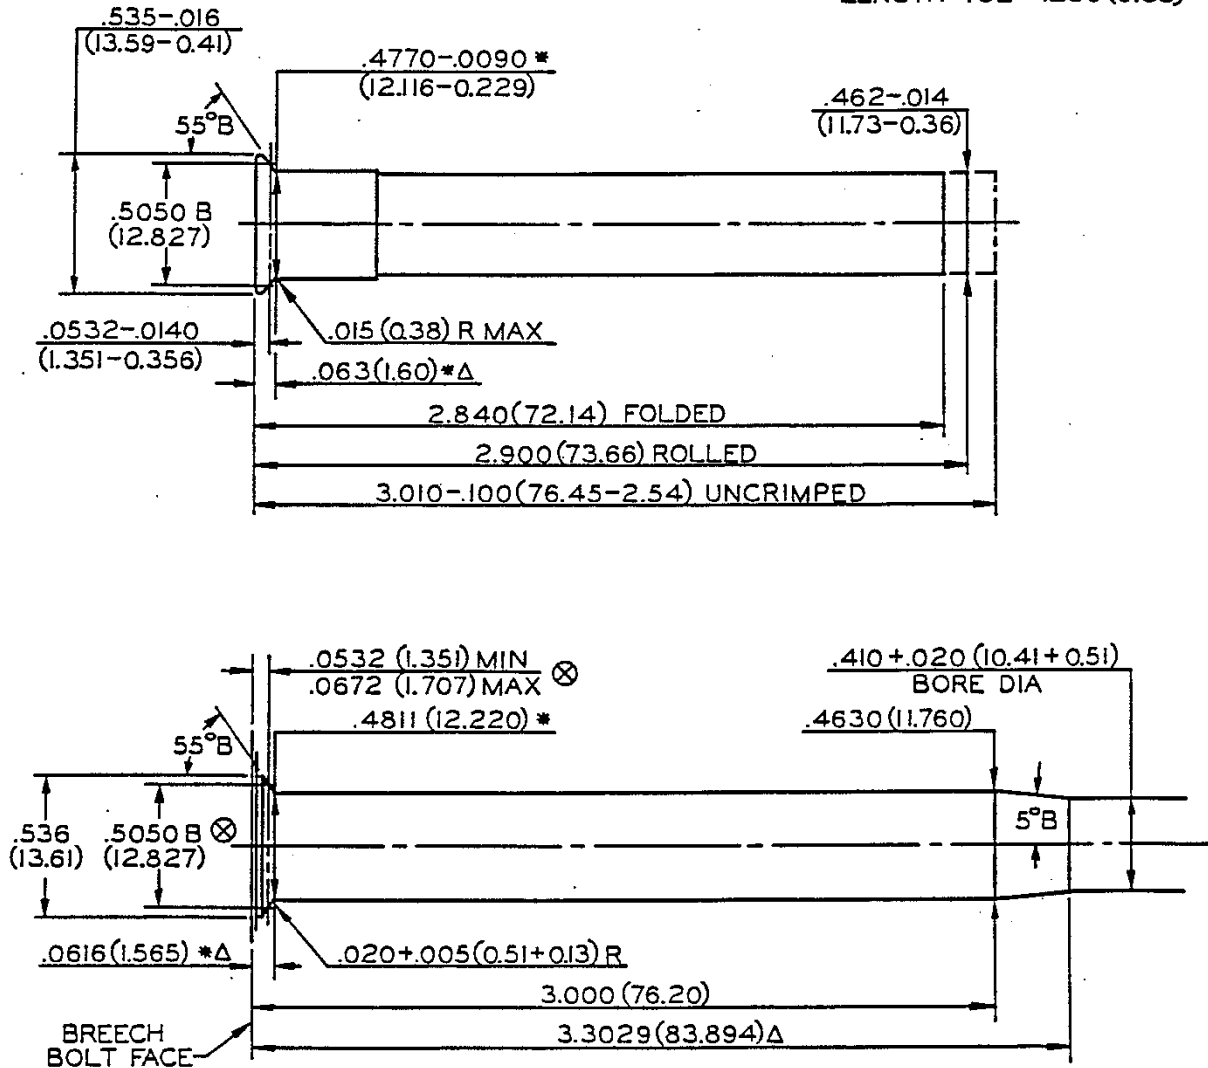 .535-.016
(13.59-0.41)
.4770-.0090 *
(12.116-0.229)
.462-.014
(11.73-0.36)
55°B
.5050 B
(12.827)
.0532-.0140
(1.351-0.356)
.015 (0.38) R MAX
.063 (1.60) *Δ
2.840 (72.14) FOLDED
2.900 (73.66) ROLLED
3.010-.100 (76.45-2.54) UNCRIMPED
.0532 (1.351) MIN
.0672 (1.707) MAX ⊗
.410+.020 (10.41+0.51)
BORE DIA
.4811 (12.220) *
.4630 (11.760)
55°B
5°B
.536
(13.61)
.5050 B ⊗
(12.827)
.0616 (1.565) *Δ
.020+.005 (0.51+0.13) R
3.000 (76.20)
3.3029 (83.894) Δ
BREECH
BOLT FACE